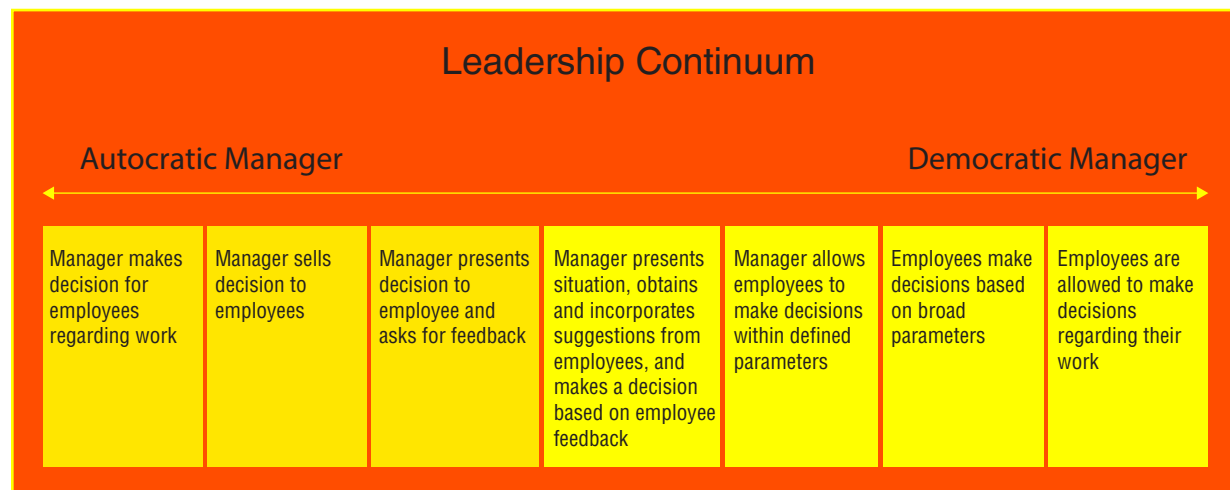 Leadership Continuum
Autocratic Manager
Democratic Manager
Manager makes
decision for
employees
regarding work
Manager sells
decision to
employees
Manager presents
decision to
employee and
asks for feedback
Manager presents
situation, obtains
and incorporates
suggestions from
employees, and
makes a decision
based on employee
feedback
Manager allows
employees to
make decisions
within defined
parameters
Employees make
decisions based
on broad
parameters
Employees are
allowed to make
decisions
regarding their
work